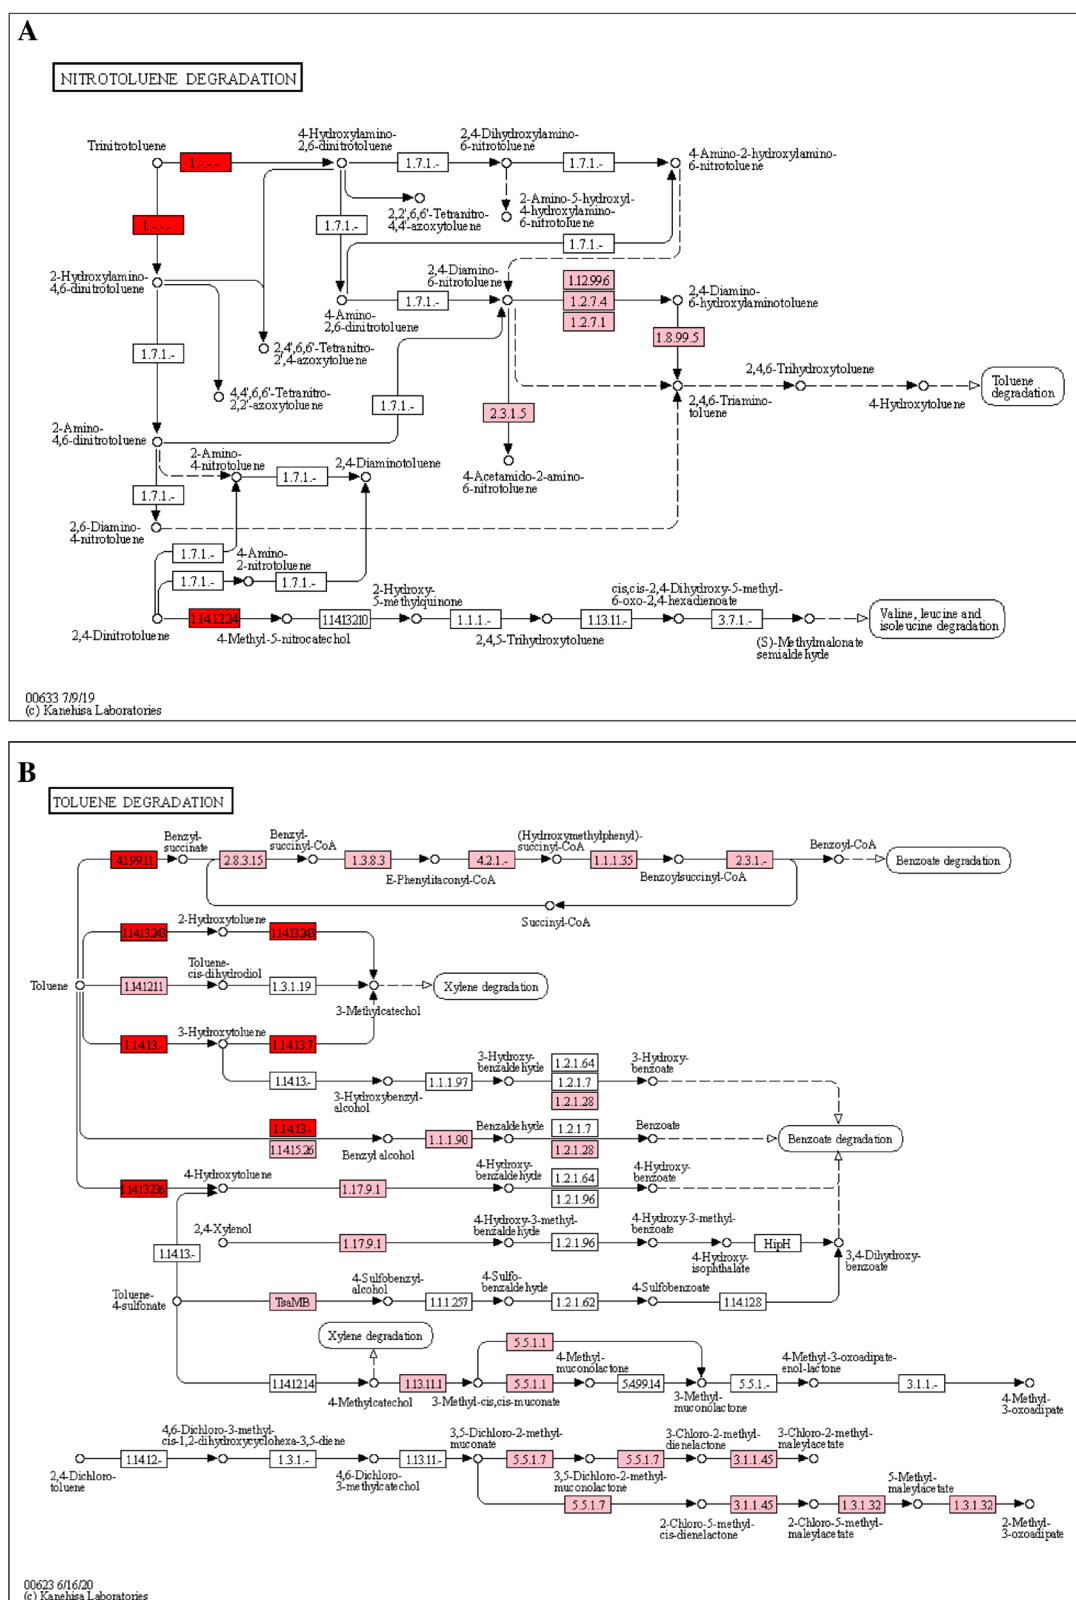 A
NITROTOLUENE DEGRADATION
Trinitrotoluene
1.-.-.-
4-Hydroxylamino-
2,6-dinitrotoluene
1.7.1.-
2,4-Dihydroxylamino-
6-nitrotoluene
1.7.1.-
4-Amino-2-hydroxylamino-
6-nitrotoluene
1.-.-.-
1.7.1.-
2,2',6,6'-Tetranitro-
4,4'-azoxytoluene
2-Amino-5-hydroxyl-
4-hydroxylamino-
6-nitrotoluene
1.7.1.-
2-Hydroxylamino-
4,6-dinitrotoluene
2,4-Diamino-
6-nitrotoluene
1.12.99.6
1.7.1.-
1.2.7.4
1.2.7.1
2,4-Diamino-
6-hydroxylaminotoluene
4-Amino-
2,6-dinitrotoluene
1.8.99.5
1.7.1.-
2,4',6,6'-Tetranitro-
2',4-azoxytoluene
2,4,6-Trihydroxytoluene
4,4',6,6'-Tetranitro-
2,2'-azoxytoluene
1.7.1.-
2.3.1.5
2,4,6-Triamino-
toluene
4-Hydroxytoluene
Toluene
degradation
2-Amino-
4,6-dinitrotoluene
2-Amino-
4-nitrotoluene
1.7.1.-
2,4-Diaminotoluene
4-Acetamido-2-amino-
6-nitrotoluene
1.7.1.-
2,6-Diamino-
4-nitrotoluene
1.7.1.-
4-Amino-
2-nitrotoluene
1.7.1.-
1.7.1.-
2,4-Dinitrotoluene
1.14.12.24
4-Methyl-5-nitrocatechol
1.14.13.210
2-Hydroxy-
5-methylquinone
1.1.1.-
2,4,5-Trihydroxytoluene
1.13.11.-
cis,cis-2,4-Dihydroxy-5-methyl-
6-oxo-2,4-hexadienoate
3.7.1.-
(S)-Methylmalonate
semialdehyde
Valine, leucine and
isoleucine degradation
00633 7/9/19
(c) Kanehisa Laboratories
B
TOLUENE DEGRADATION
4.1.99.11
Benzyl-
succinate
2.8.3.15
Benzyl-
succinyl-CoA
1.3.8.3
E-Phenylitaconyl-CoA
4.2.1.-
(Hydroxymethylphenyl)-
succinyl-CoA
1.1.1.35
Benzoylsuccinyl-CoA
2.3.1.-
Benzoyl-CoA
Benzoate degradation
Succinyl-CoA
1.14.13.243
2-Hydroxytoluene
1.14.13.243
Toluene
1.14.12.11
Toluene-
cis-dihydrodiol
1.3.1.19
3-Methylcatechol
Xylene degradation
1.14.13.-
3-Hydroxytoluene
1.14.13.7
1.14.13.-
3-Hydroxybenzyl-
alcohol
1.1.1.97
3-Hydroxy-
benzaldehyde
1.2.1.64
1.2.1.7
1.2.1.28
3-Hydroxy-
benzoate
1.14.13.-
1.14.15.26
Benzyl alcohol
1.1.1.90
Benzaldehyde
1.2.1.7
1.2.1.28
Benzoate
Benzoate degradation
1.14.13.236
4-Hydroxytoluene
1.17.9.1
4-Hydroxy-
benzaldehyde
1.2.1.64
1.2.1.96
4-Hydroxy-
benzoate
2,4-Xylenol
1.17.9.1
4-Hydroxy-3-methyl-
benzaldehyde
1.2.1.96
4-Hydroxy-3-methyl-
benzoate
4-Hydroxy-
isophthalate
HipH
3,4-Dihydroxy-
benzoate
1.14.13.-
Toluene-
4-sulfonate
TsaMB
4-Sulfobenzyl-
alcohol
1.1.1.257
4-Sulfo-
benzaldehyde
1.2.1.62
4-Sulfobenzoate
1.14.12.8
Xylene degradation
1.14.12.14
4-Methylcatechol
1.13.11.1
3-Methyl-cis,cis-muconate
5.5.1.1
5.5.1.1
4-Methyl-
muconolactone
5.4.99.14
3-Methyl-
muconolactone
5.5.1.-
4-Methyl-3-oxoadipate-
enol-lactone
3.1.1.-
4-Methyl-
3-oxoadipate
2,4-Dichloro-
toluene
1.14.12.-
4,6-Dichloro-3-methyl-
cis-1,2-dihydroxycyclohexa-3,5-diene
1.3.1.-
4,6-Dichloro-
3-methylcatechol
1.13.11.-
3,5-Dichloro-2-methyl-
muconate
5.5.1.7
3,5-Dichloro-2-methyl-
muconolactone
5.5.1.7
3-Chloro-2-methyl-
dienelactone
3.1.1.45
3-Chloro-2-methyl-
maleylacetate
5.5.1.7
2-Chloro-5-methyl-
cis-dienelactone
3.1.1.45
2-Chloro-5-methyl-
maleylacetate
1.3.1.32
5-Methyl-
maleylacetate
1.3.1.32
2-Methyl-
3-oxoadipate
00623 6/16/20
(c) Kanehisa Laboratories